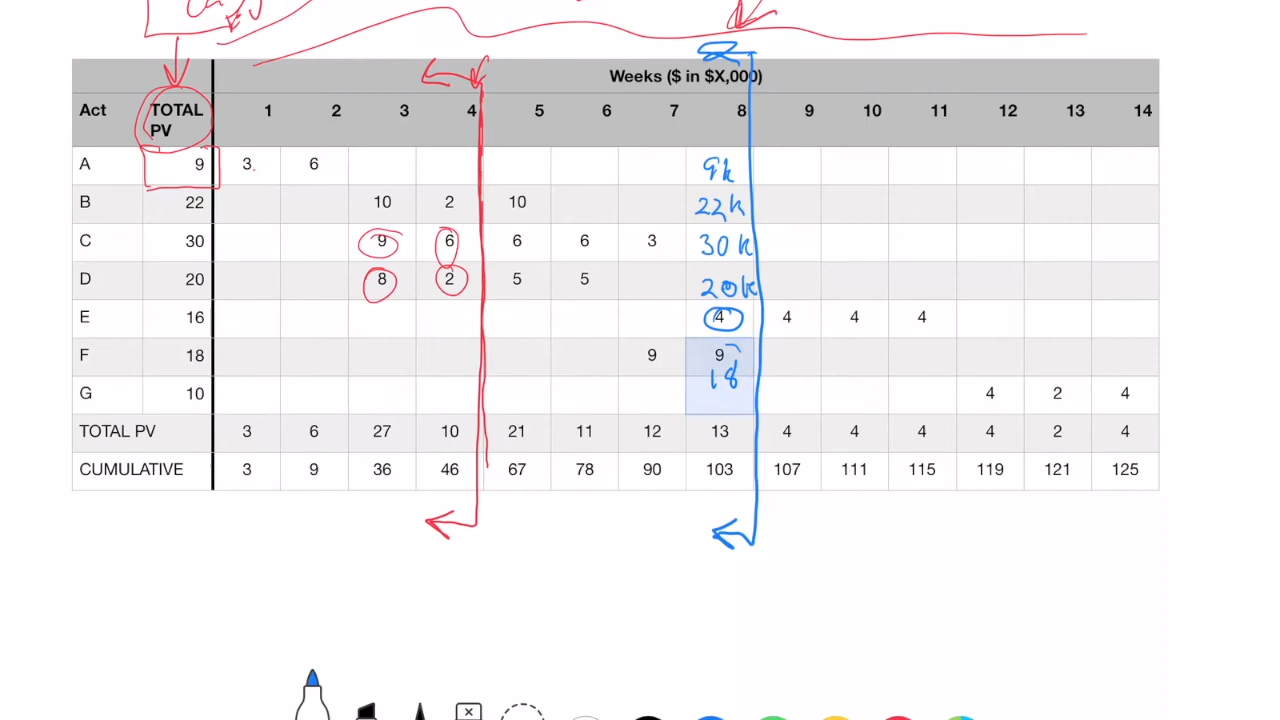 Weeks ($ in $X,000)
Act TOTAL PV 1 2 3 4 5 6 7 8 9 10 11 12 13 14
A 9 3 6 9k
B 22 10 2 10 22k
C 30 9 6 6 6 3 30k
D 20 8 2 5 5 20k
E 16 4 4 4 4
F 18 9 9
18
G 10 4 2 4
TOTAL PV 3 6 27 10 21 11 12 13 4 4 4 4 2 4
CUMULATIVE 3 9 36 46 67 78 90 103 107 111 115 119 121 125